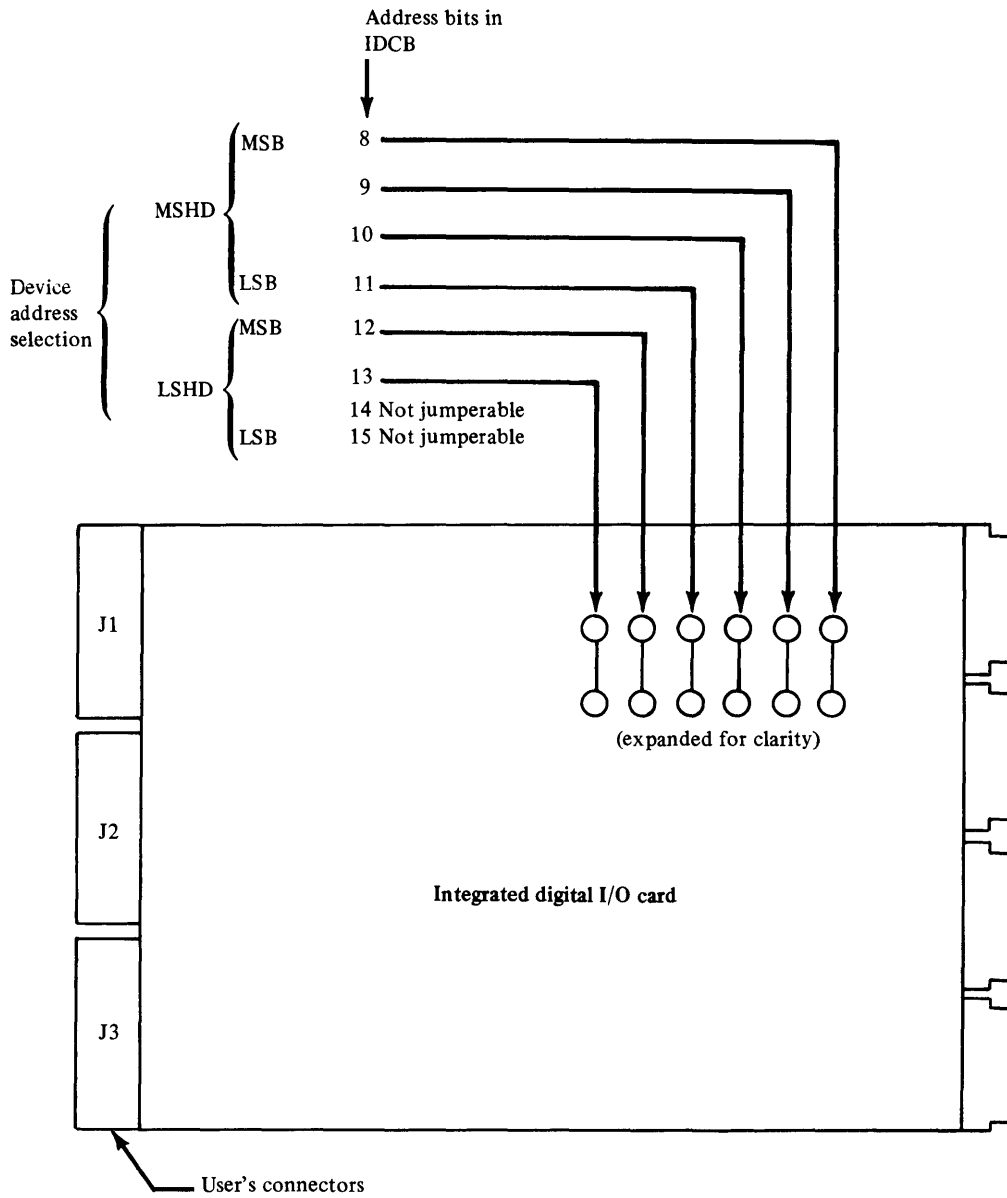 Address bits in
IDCB
MSB 8
9
MSHD
10
LSB 11
Device
address
selection
MSB 12
13
LSHD
14 Not jumperable
LSB 15 Not jumperable
J1
(expanded for clarity)
J2
Integrated digital I/O card
J3
User's connectors